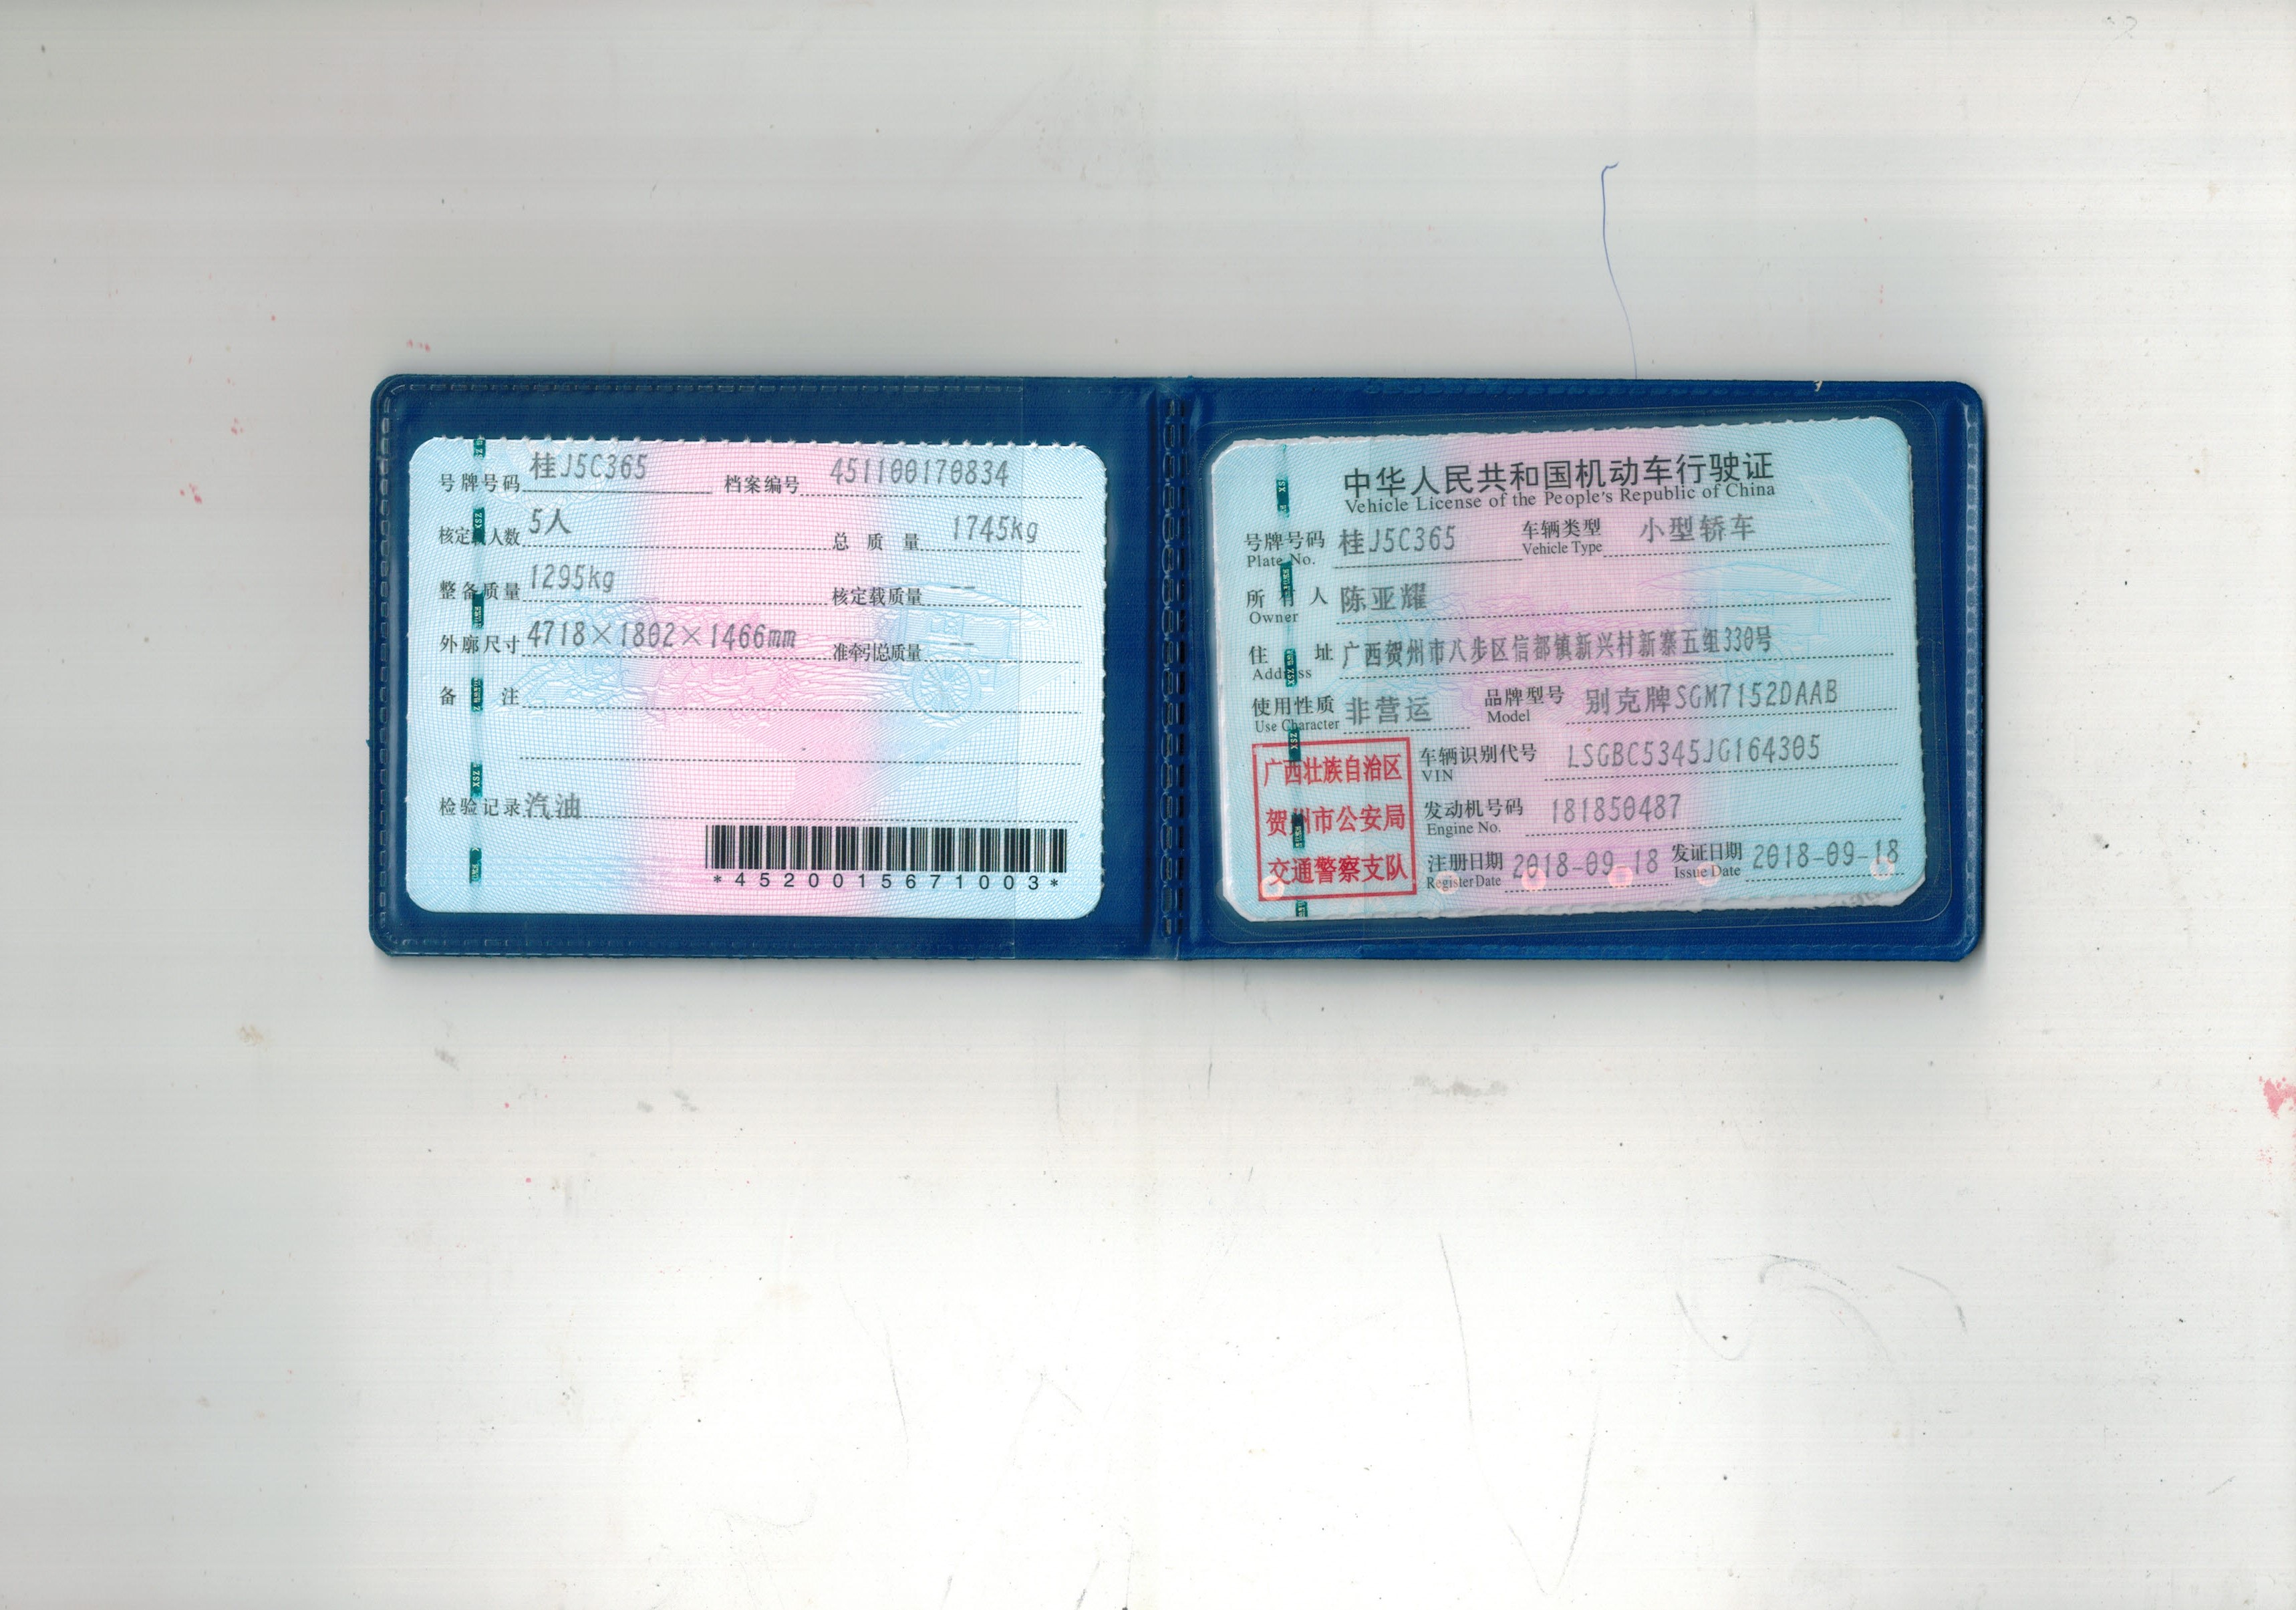 号牌号码 桂J5C365 档案编号 451100170834
核定载人数 5人 总质量 1745kg
整备质量 1295kg 核定载质量 --
外廓尺寸 4718×1802×1466mm 准牵引总质量 --
备注
检验记录 汽油
*4520015671003*
中华人民共和国机动车行驶证
Vehicle License of the People's Republic of China
号牌号码 桂J5C365 车辆类型 小型轿车
Plate No. Vehicle Type
所有人 陈亚耀
Owner
住址 广西贺州市八步区信都镇新兴村新寨五组330号
Address
使用性质 非营运 品牌型号 别克牌SGM7152DAAB
Use Character Model
广西壮族自治区
贺州市公安局
交通警察支队
车辆识别代号 LSGBC5345JG164305
VIN
发动机号码 181850487
Engine No.
注册日期 2018-09-18 发证日期 2018-09-18
Register Date Issue Date